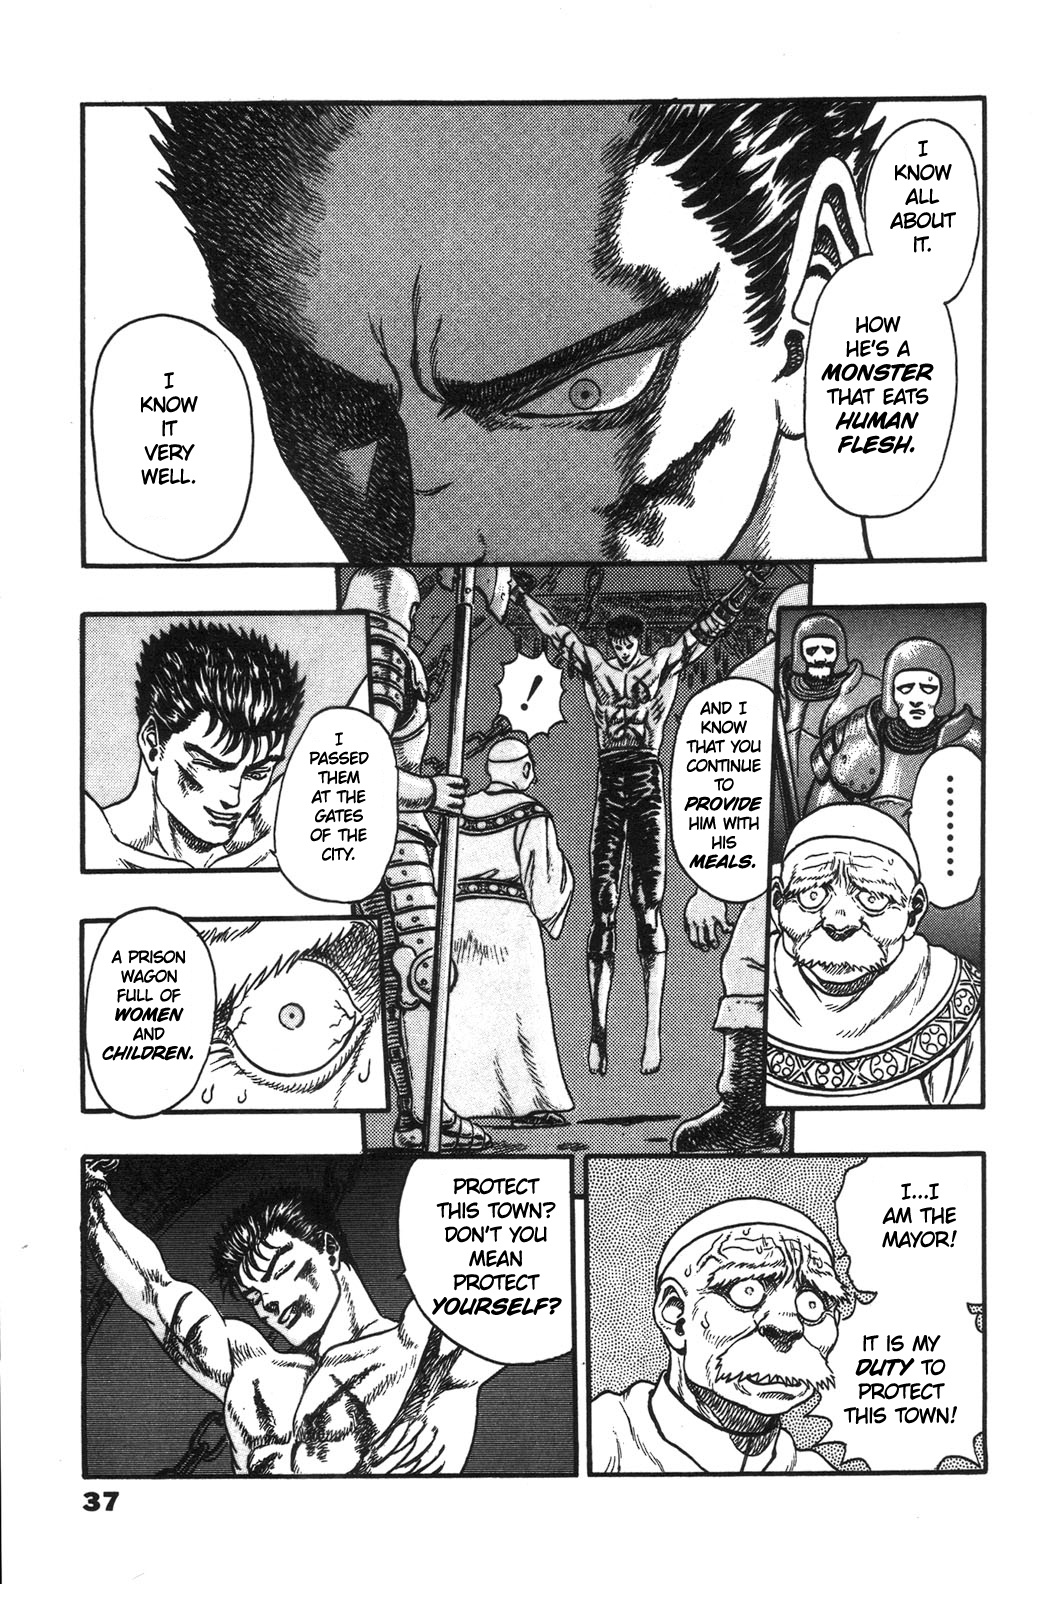 I
KNOW
ALL
ABOUT
IT.
HOW
HE'S A
MONSTER
THAT EATS
HUMAN
FLESH.
I
KNOW
IT
VERY
WELL.
AND I
KNOW
THAT YOU
CONTINUE
TO
PROVIDE
HIM WITH
HIS
MEALS.
!
........
I
PASSED
THEM
AT THE
GATES
OF THE
CITY.
A PRISON
WAGON
FULL OF
WOMEN
AND
CHILDREN.
I...I
AM THE
MAYOR!
IT IS MY
DUTY TO
PROTECT
THIS TOWN!
PROTECT
THIS TOWN?
DON'T YOU
MEAN
PROTECT
YOURSELF?
37